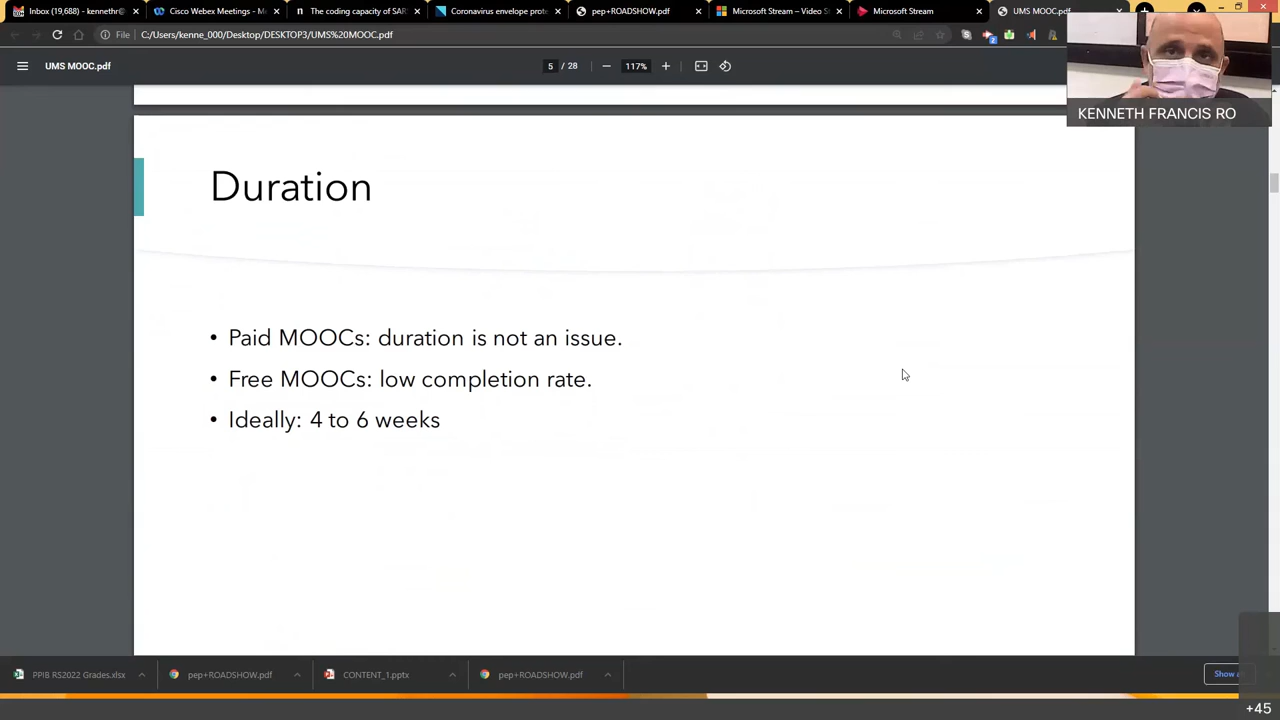 Inbox (19,688) - kennethr@
Cisco Webex Meetings - M
The coding capacity of SAR
Coronavirus envelope prot
pep+ROADSHOW.pdf
Microsoft Stream – Video S
Microsoft Stream
UMS MOOC.pdf
File
C:/Users/kenne_000/Desktop/DESKTOP3/UMS%20MOOC.pdf
UMS MOOC.pdf
5 / 28
117%
KENNETH FRANCIS RO
Duration
• Paid MOOCs: duration is not an issue.
• Free MOOCs: low completion rate.
• Ideally: 4 to 6 weeks
PPIB RS2022 Grades.xlsx
pep+ROADSHOW.pdf
CONTENT_1.pptx
pep+ROADSHOW.pdf
Show a
+45